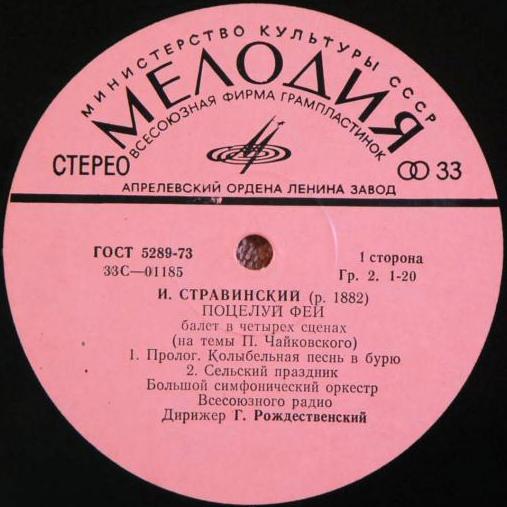 МИНИСТЕРСТВО КУЛЬТУРЫ СССР
МЕЛОДИЯ
ВСЕСОЮЗНАЯ ФИРМА ГРАМПЛАСТИНОК
СТЕРЕО
33
АПРЕЛЕВСКИЙ ОРДЕНА ЛЕНИНА ЗАВОД
ГОСТ 5289-73
33С—01185
1 сторона
Гр. 2. 1-20
И. СТРАВИНСКИЙ (р. 1882)
ПОЦЕЛУЙ ФЕИ
балет в четырех сценах
(на темы П. Чайковского)
1. Пролог. Колыбельная песнь в бурю
2. Сельский праздник
Большой симфонический оркестр
Всесоюзного радио
Дирижер Г. Рождественский